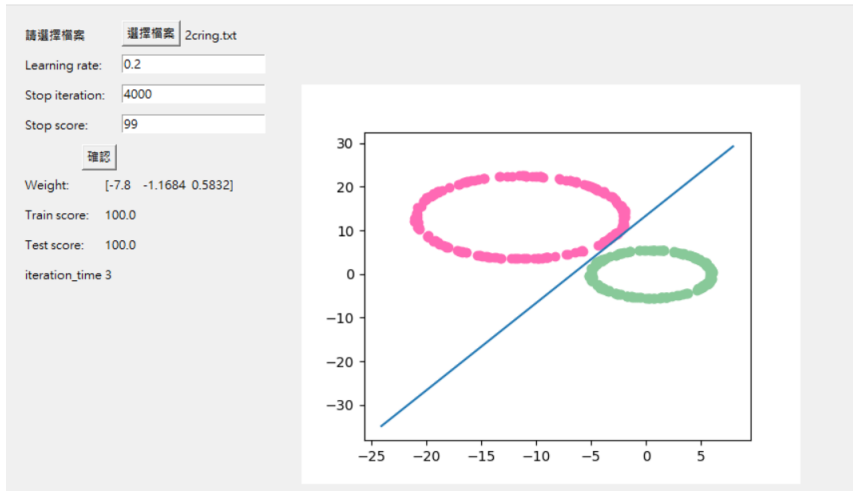 請選擇檔案 選擇檔案 2cring.txt
Learning rate: 0.2
Stop iteration: 4000
Stop score: 99
確認
Weight: [-7.8 -1.1684 0.5832]
Train score: 100.0
Test score: 100.0
iteration_time 3
30
20
10
0
−10
−20
−30
−25 −20 −15 −10 −5 0 5